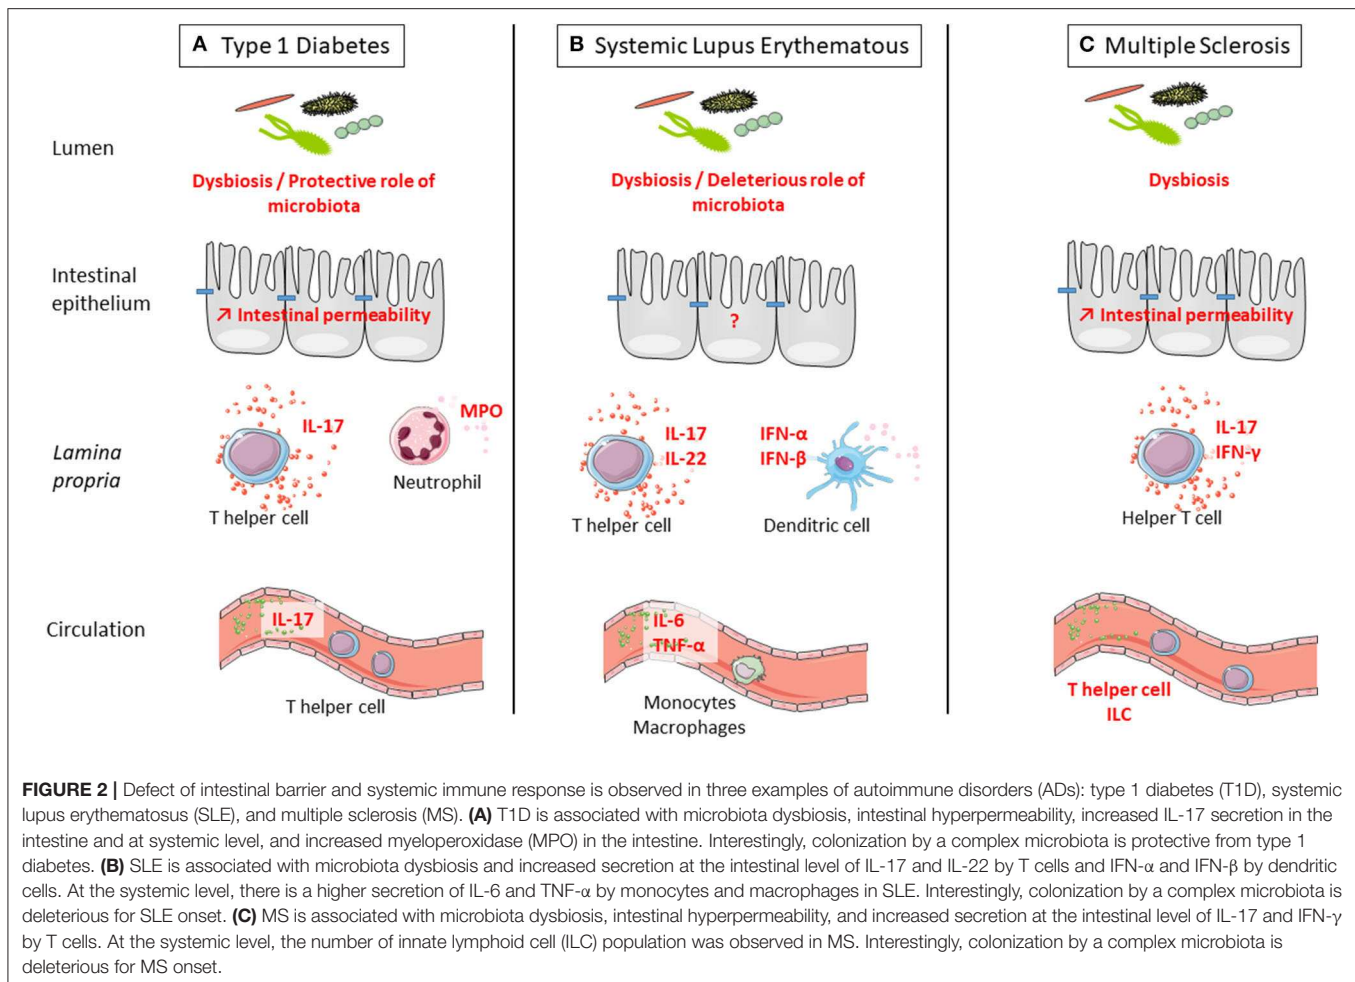 A Type 1 Diabetes
B Systemic Lupus Erythematous
C Multiple Sclerosis
Lumen
Dysbiosis / Protective role of
microbiota
Dysbiosis / Deleterious role of
microbiota
Dysbiosis
Intestinal
epithelium
↗ Intestinal permeability
?
↗ Intestinal permeability
Lamina
propria
IL-17
T helper cell
MPO
Neutrophil
IL-17
IL-22
T helper cell
IFN-α
IFN-β
Denditric cell
IL-17
IFN-γ
Helper T cell
Circulation
IL-17
T helper cell
IL-6
TNF-α
Monocytes
Macrophages
T helper cell
ILC
FIGURE 2 | Defect of intestinal barrier and systemic immune response is observed in three examples of autoimmune disorders (ADs): type 1 diabetes (T1D), systemic
lupus erythematosus (SLE), and multiple sclerosis (MS). (A) T1D is associated with microbiota dysbiosis, intestinal hyperpermeability, increased IL-17 secretion in the
intestine and at systemic level, and increased myeloperoxidase (MPO) in the intestine. Interestingly, colonization by a complex microbiota is protective from type 1
diabetes. (B) SLE is associated with microbiota dysbiosis and increased secretion at the intestinal level of IL-17 and IL-22 by T cells and IFN-α and IFN-β by dendritic
cells. At the systemic level, there is a higher secretion of IL-6 and TNF-α by monocytes and macrophages in SLE. Interestingly, colonization by a complex microbiota is
deleterious for SLE onset. (C) MS is associated with microbiota dysbiosis, intestinal hyperpermeability, and increased secretion at the intestinal level of IL-17 and IFN-γ
by T cells. At the systemic level, the number of innate lymphoid cell (ILC) population was observed in MS. Interestingly, colonization by a complex microbiota is
deleterious for MS onset.